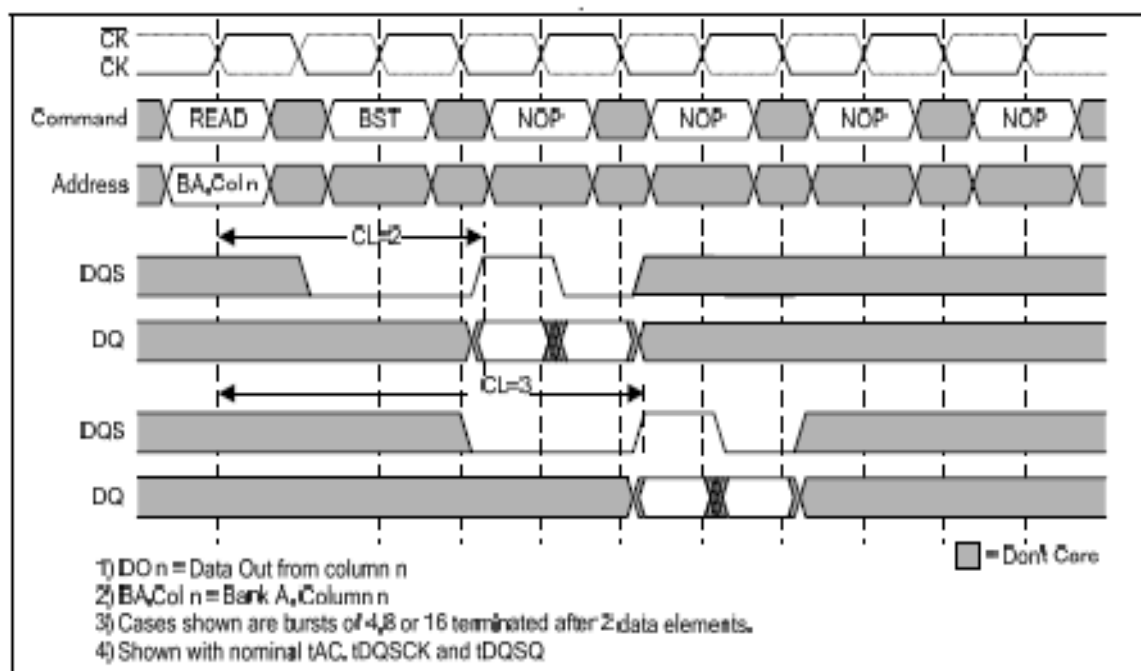 CK
CK
Command READ BST NOP NOP NOP NOP
Address BA,Col n
CL=2
DQS
DQ
CL=3
DQS
DQ
= Don't Care
1) DO n = Data Out from column n
2) BA,Col n = Bank A, Column n
3) Cases shown are bursts of 4,8 or 16 terminated after 2 data elements.
4) Shown with nominal tAC, tDQSCK and tDQSQ